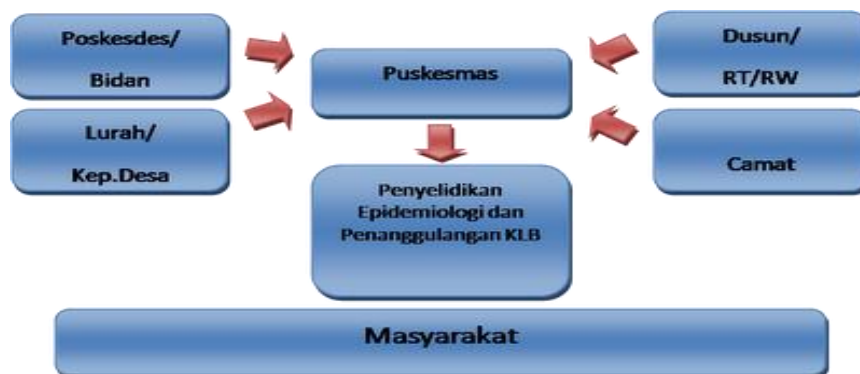 Poskesdes/
Bidan
Lurah/
Kep.Desa
Puskesmas
Penyelidikan
Epidemiologi dan
Penanggulangan KLB
Dusun/
RT/RW
Camat
Masyarakat